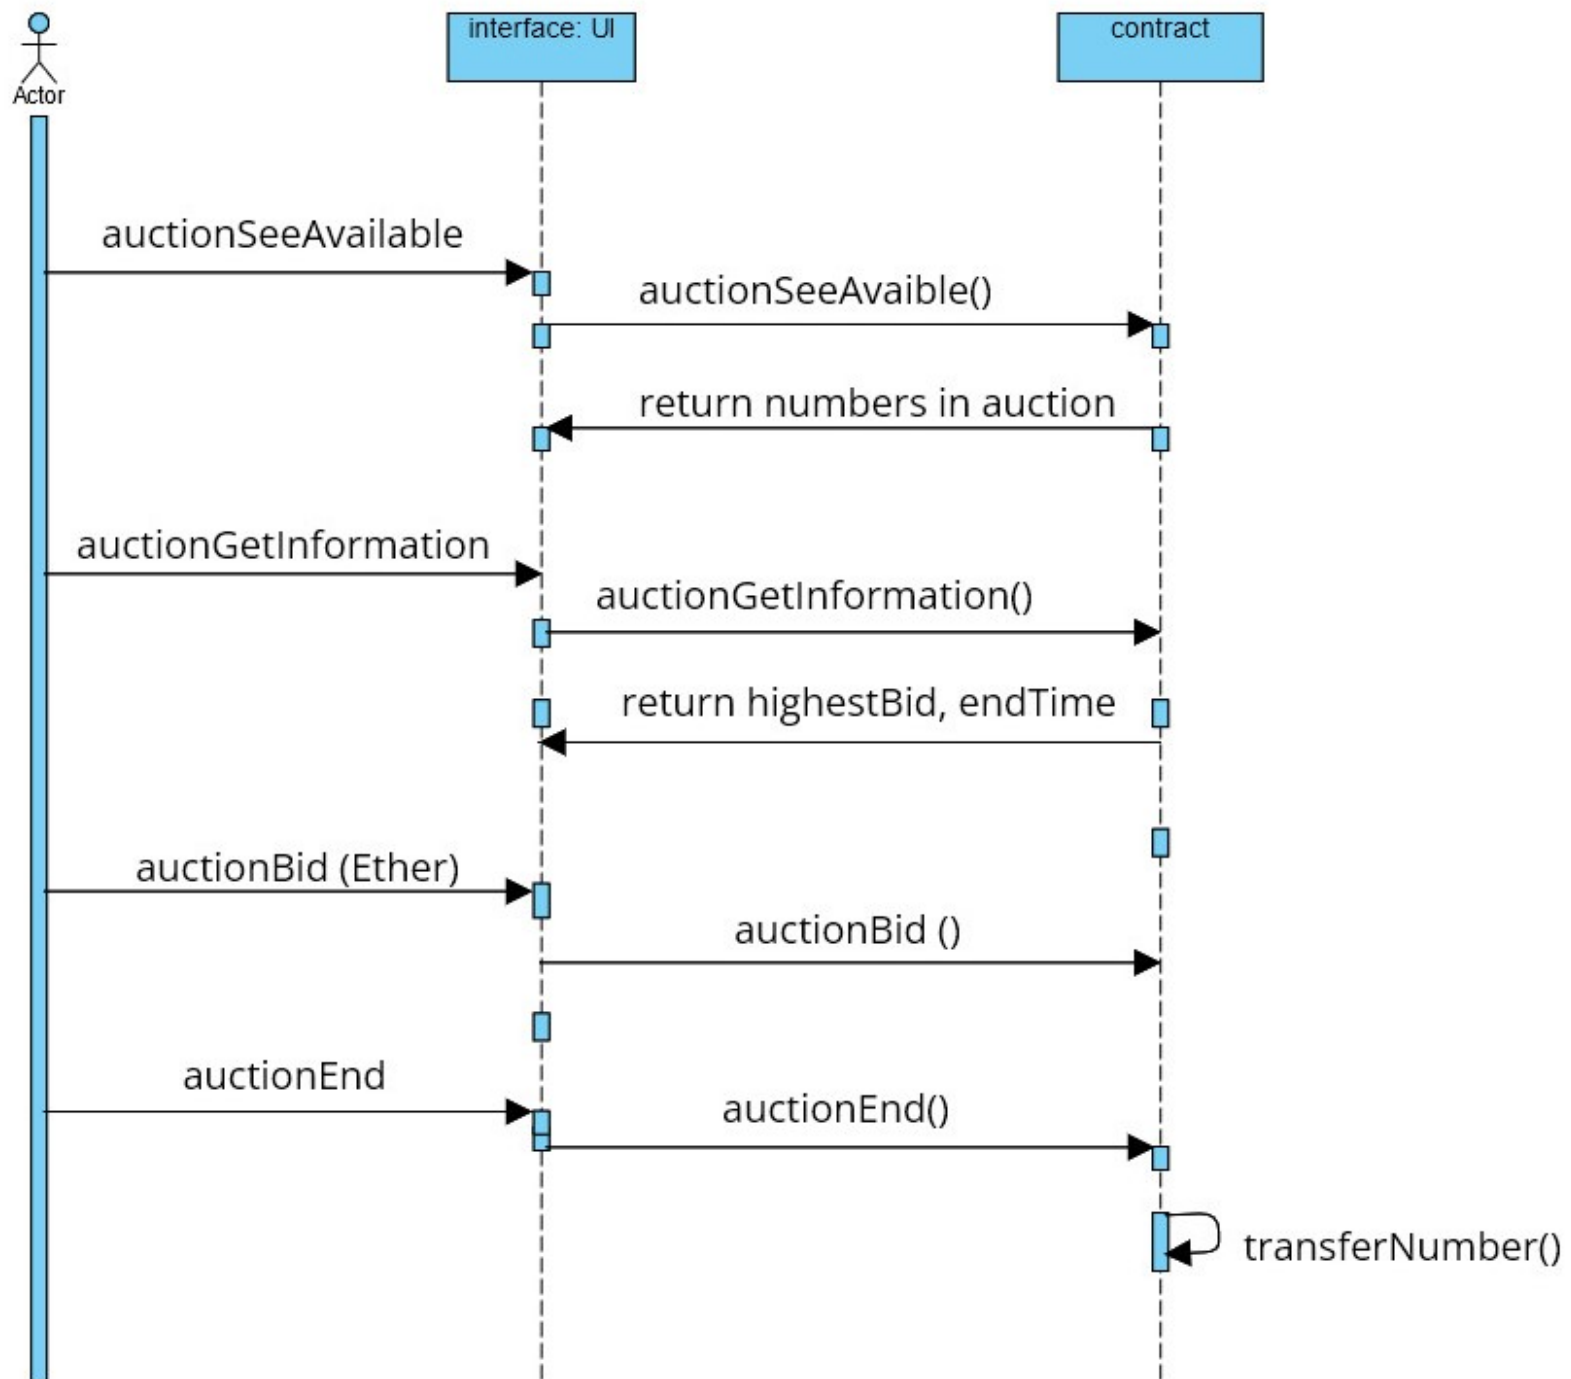 interface: UI
contract
Actor
auctionSeeAvailable
auctionSeeAvaible()
return numbers in auction
auctionGetInformation
auctionGetInformation()
return highestBid, endTime
auctionBid (Ether)
auctionBid ()
auctionEnd
auctionEnd()
transferNumber()